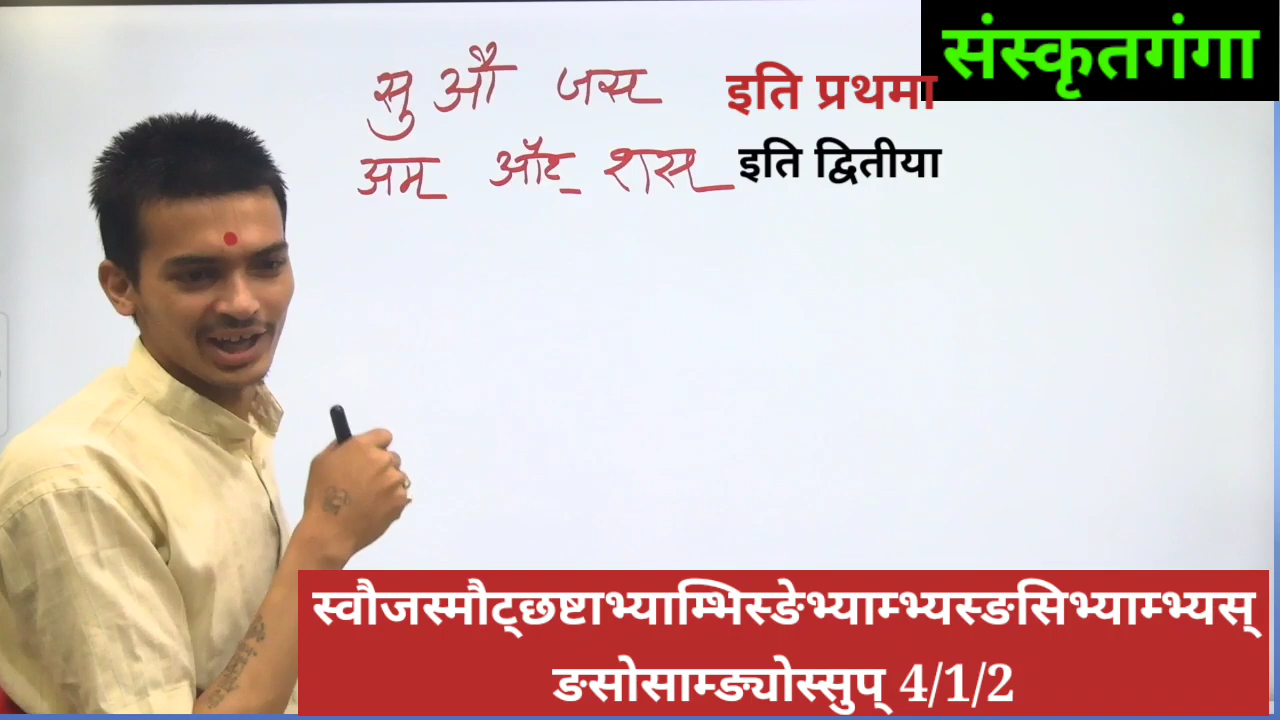 संस्कृतगंगा
सु औ जस् इति प्रथमा
अम् औट् शस् इति द्वितीया
स्वौजस्मौट्छष्टाभ्याम्भिस्ङेभ्याम्भ्यस्ङसिभ्याम्भ्यस्
ङसोसाम्ङ्योस्सुप् 4/1/2